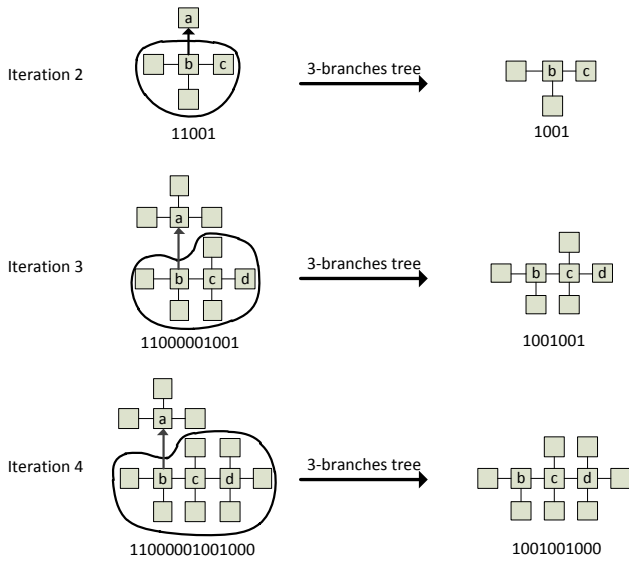 a
Iteration 2
b c
3-branches tree
b c
11001
1001
a
Iteration 3
b c d
3-branches tree
b c d
11000001001
1001001
a
Iteration 4
b c d
3-branches tree
b c d
11000001001000
1001001000